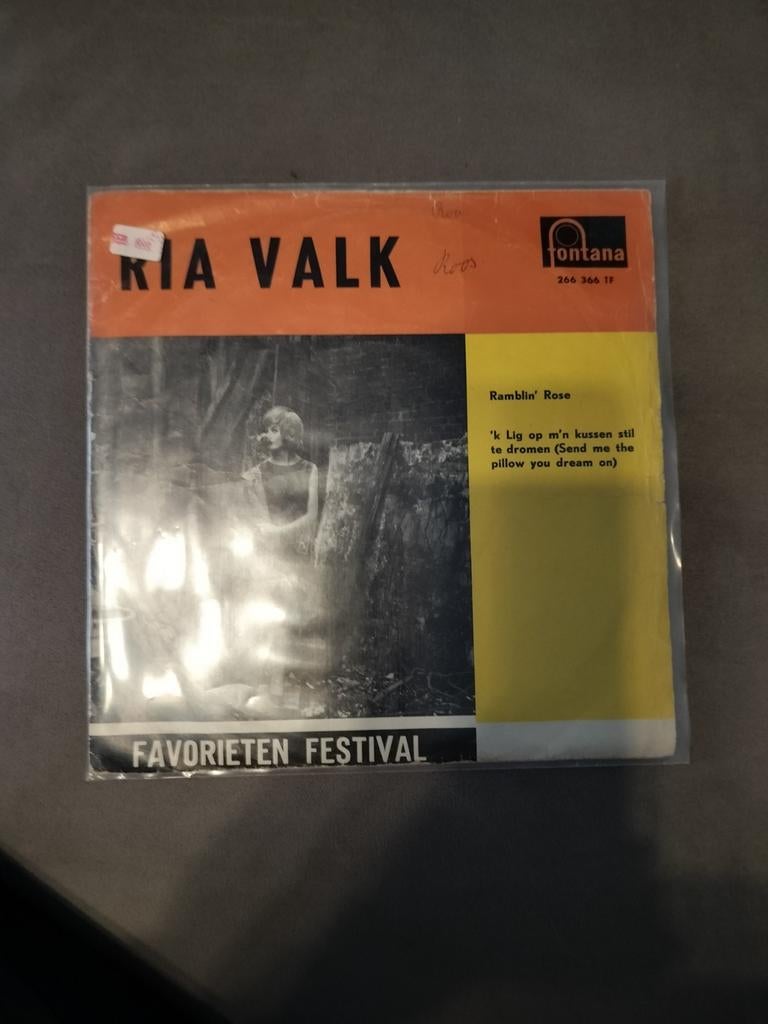 RIA VALK
Roos
fontana
266 366 TF
Ramblin' Rose
'k Lig op m'n kussen stil
te dromen (Send me the
pillow you dream on)
FAVORIETEN FESTIVAL